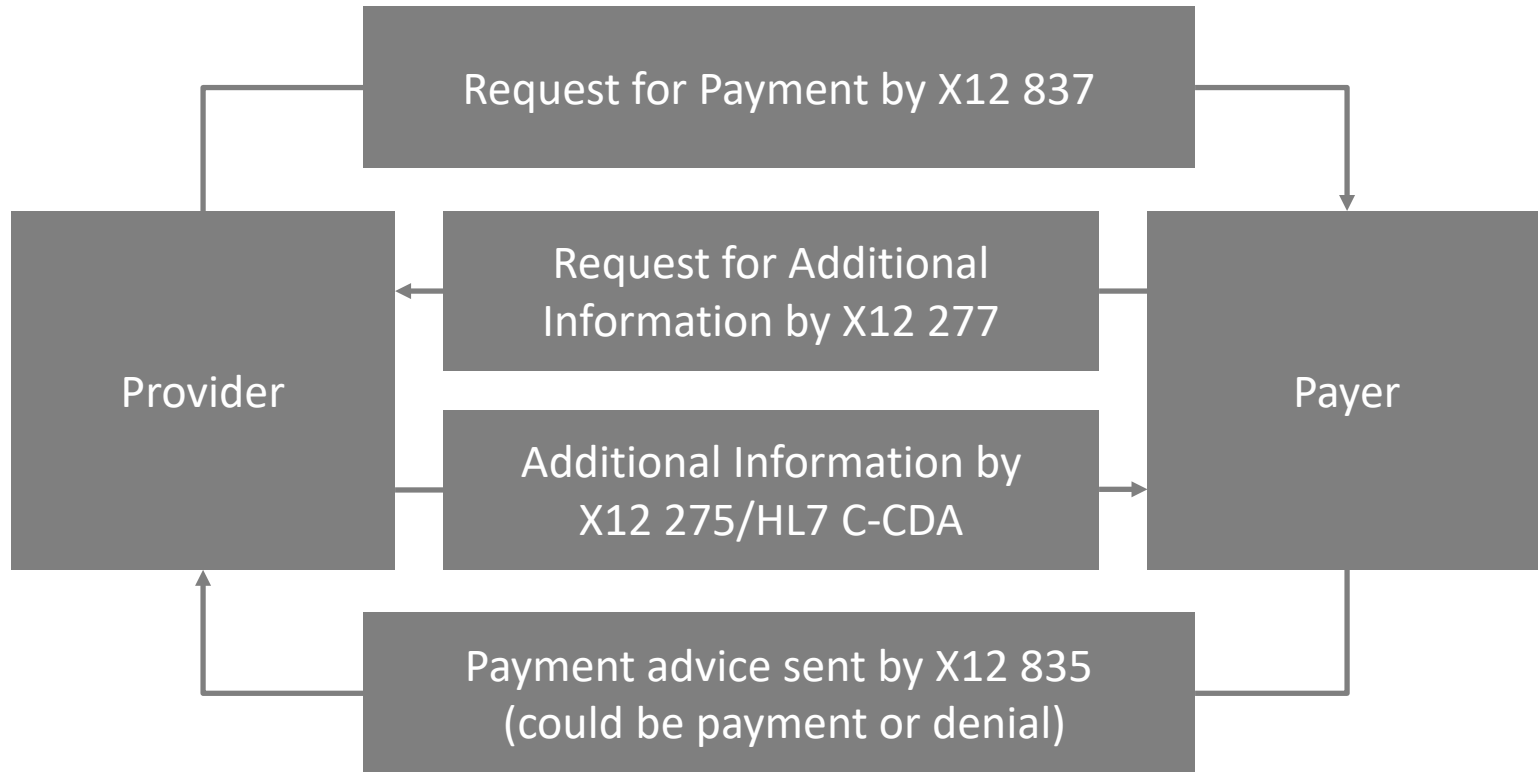 Request for Payment by X12 837
Provider
Request for Additional
Information by X12 277
Additional Information by
X12 275/HL7 C-CDA
Payer
Payment advice sent by X12 835
(could be payment or denial)